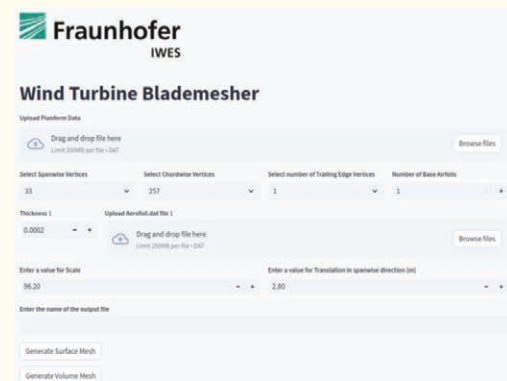 Fraunhofer
IWES
Wind Turbine Blademesher
Upload Planform Data
Drag and drop file here
Limit 200MB per file • DAT
Browse files
Select Spanwise Vertices
Select Chordwise Vertices
Select number of Trailing Edge Vertices
Number of Base Airfoils
33
257
1
1
+
Thickness 1
Upload Aerofoil.dat file 1
0.0002
- +
Drag and drop file here
Limit 200MB per file • DAT
Browse files
Enter a value for Scale
Enter a value for Translation in spanwise direction (m)
96.20
- +
2.80
- +
Enter the name of the output file
Generate Surface Mesh
Generate Volume Mesh